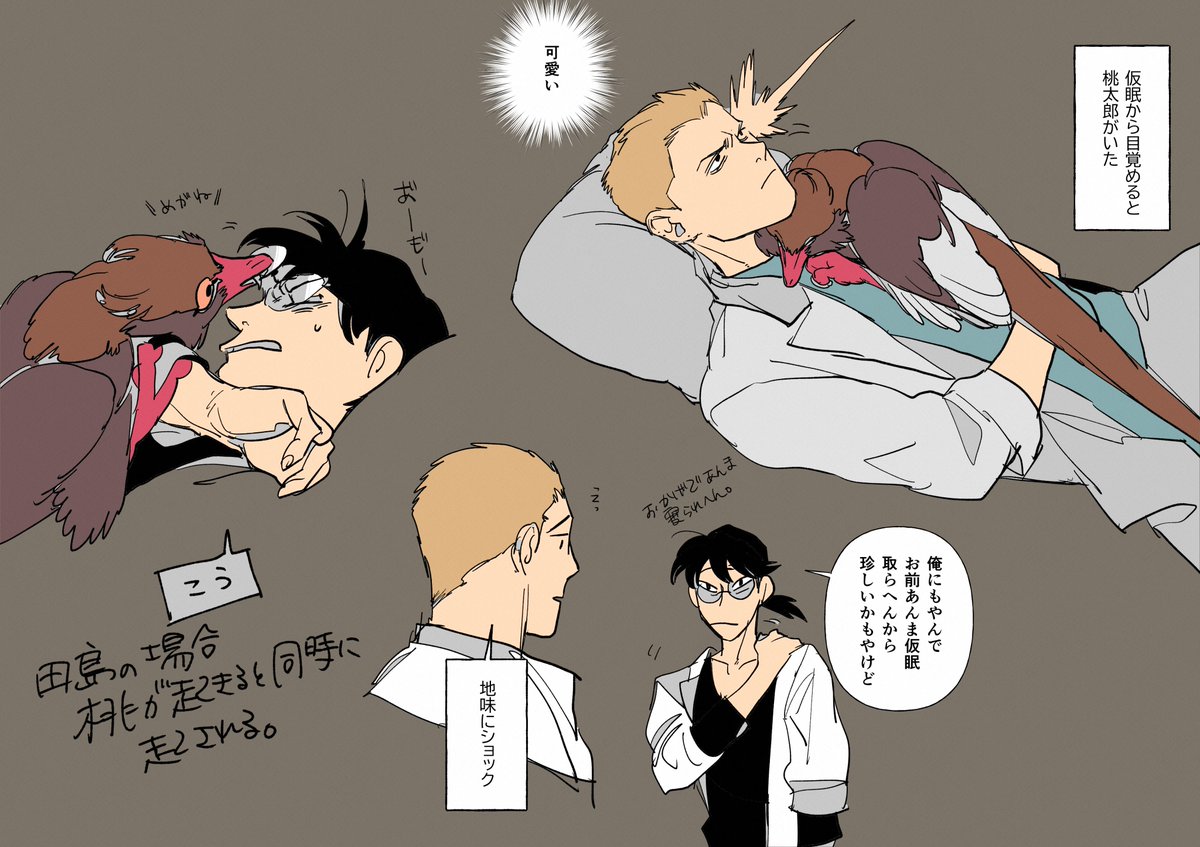 仮眠から目覚めると
桃太郎がいた
可愛い
おーも〜
めがね
こう
田島の場合
桃が起きると同時に
起こされる。
俺にもやんで
お前あんま仮眠
取らへんから
珍しいかもやけど
おかげであんま
寝られへん。
えっ
地味にショック